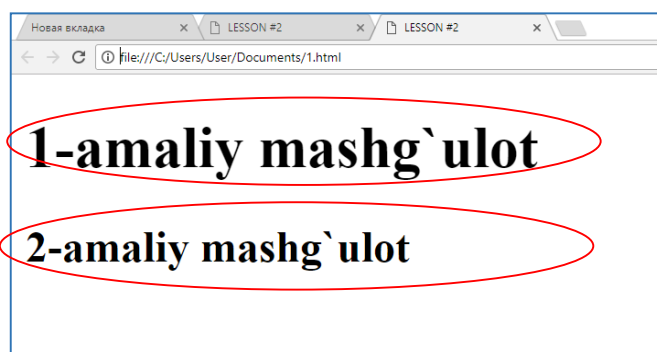 Новая вкладка LESSON #2 LESSON #2
file:///C:/Users/User/Documents/1.html
1-amaliy mashg`ulot
2-amaliy mashg`ulot